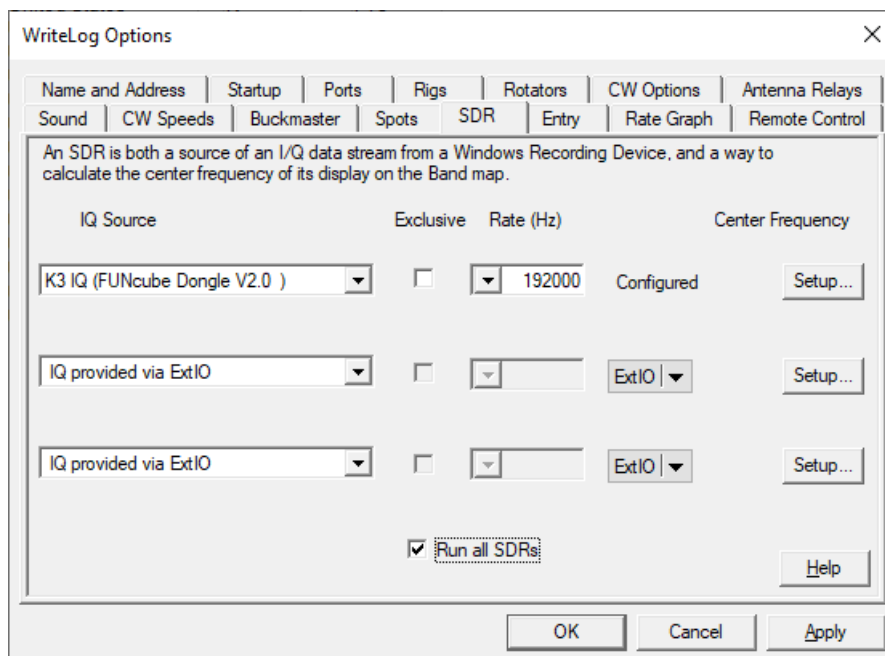 WriteLog Options
Name and Address Startup Ports Rigs Rotators CW Options Antenna Relays
Sound CW Speeds Buckmaster Spots SDR Entry Rate Graph Remote Control
An SDR is both a source of an I/Q data stream from a Windows Recording Device, and a way to
calculate the center frequency of its display on the Band map.
IQ Source Exclusive Rate (Hz) Center Frequency
K3 IQ (FUNcube Dongle V2.0 ) 192000 Configured Setup...
IQ provided via ExtIO ExtIO Setup...
IQ provided via ExtIO ExtIO Setup...
Run all SDRs
Help
OK Cancel Apply